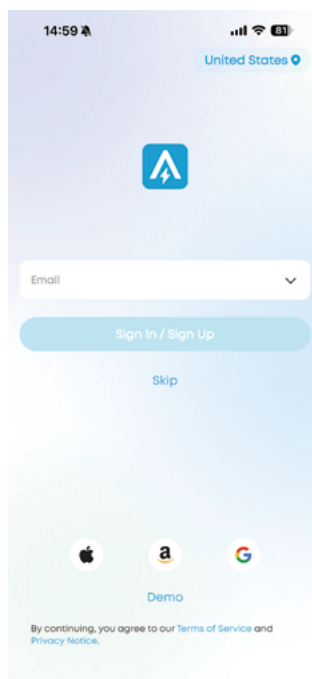 14:59
81
United States
Email
Sign In / Sign Up
Skip
a
G
Demo
By continuing, you agree to our Terms of Service and
Privacy Notice.